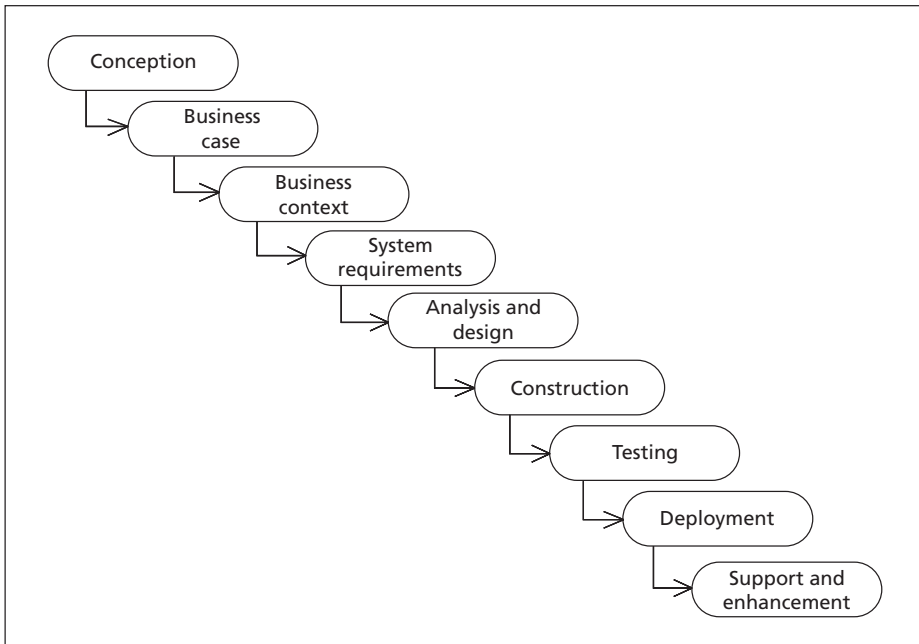 Conception
Business
case
Business
context
System
requirements
Analysis and
design
Construction
Testing
Deployment
Support and
enhancement